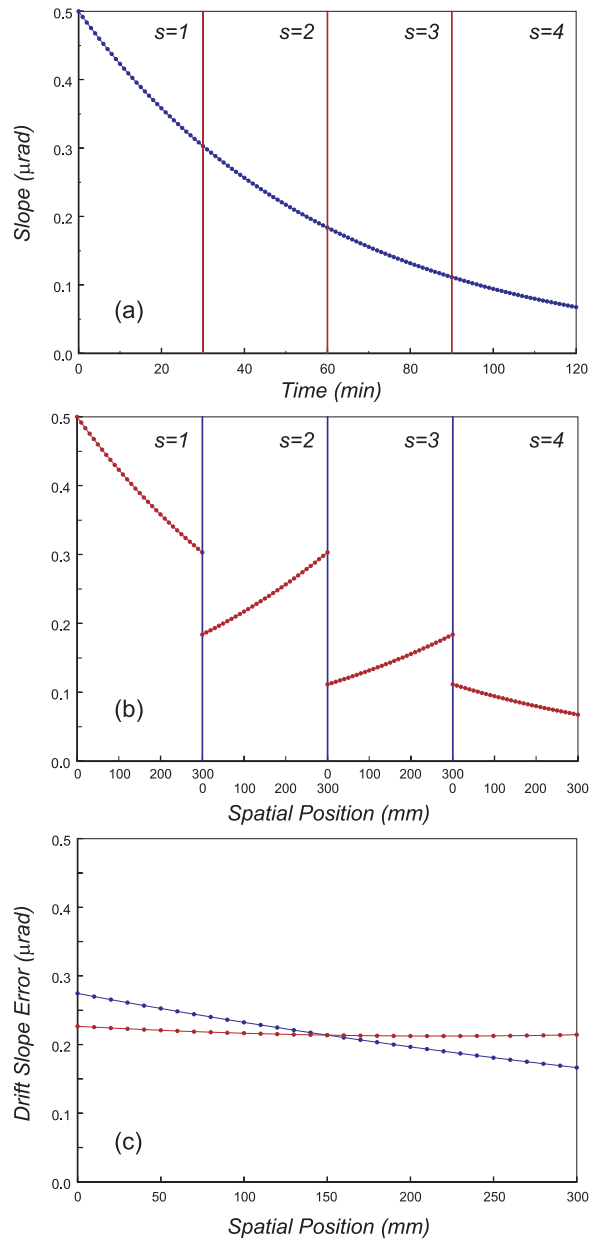 0.5
s=1 s=2 s=3 s=4
0.4
0.3
Slope (μrad)
0.2
0.1
(a)
0.0
0 20 40 60 80 100 120
Time (min)
0.5
s=1 s=2 s=3 s=4
0.4
0.3
0.2
0.1
(b)
0.0
0 100 200 300 100 200 0 100 200 300 100 200 300
0 300 0
Spatial Position (mm)
0.5
0.4
0.3
Drift Slope Error (μrad)
0.2
0.1
(c)
0.0
0 50 100 150 200 250 300
Spatial Position (mm)